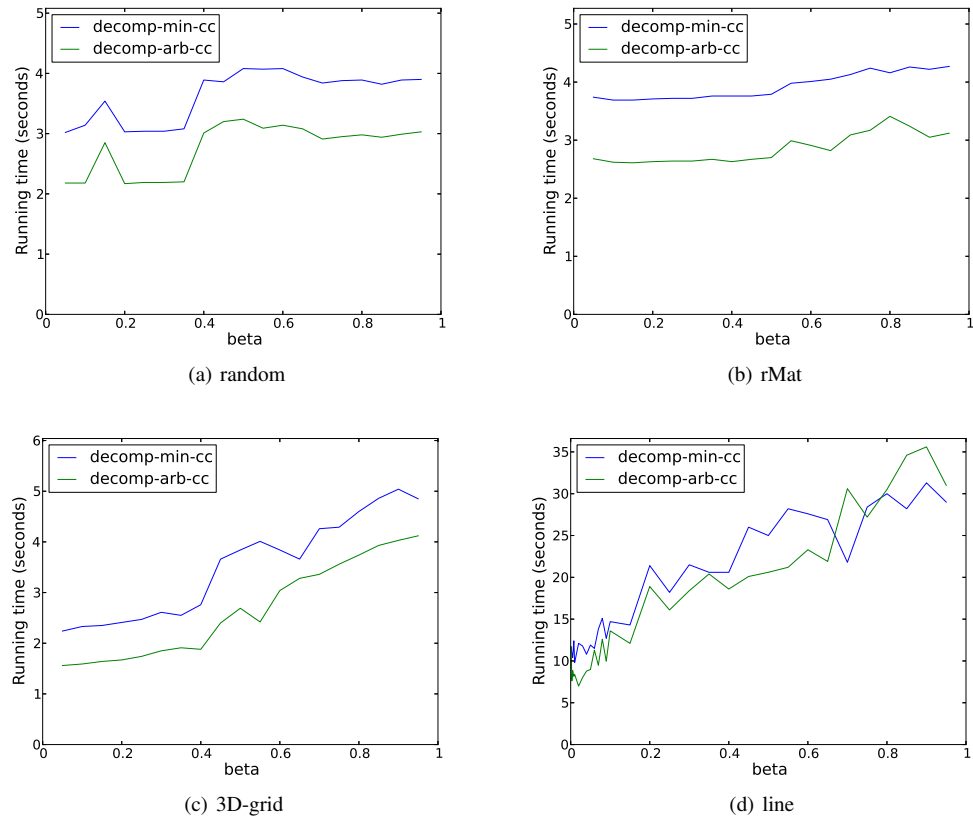 5
4
3
2
1
0
Running time (seconds)
decomp-min-cc
decomp-arb-cc
0
0.2
0.4
0.6
0.8
1
beta
(a) random
5
4
3
2
1
0
Running time (seconds)
decomp-min-cc
decomp-arb-cc
0
0.2
0.4
0.6
0.8
1
beta
(b) rMat
6
5
4
3
2
1
0
Running time (seconds)
decomp-min-cc
decomp-arb-cc
0
0.2
0.4
0.6
0.8
1
beta
(c) 3D-grid
35
30
25
20
15
10
5
0
Running time (seconds)
decomp-min-cc
decomp-arb-cc
0
0.2
0.4
0.6
0.8
1
beta
(d) line